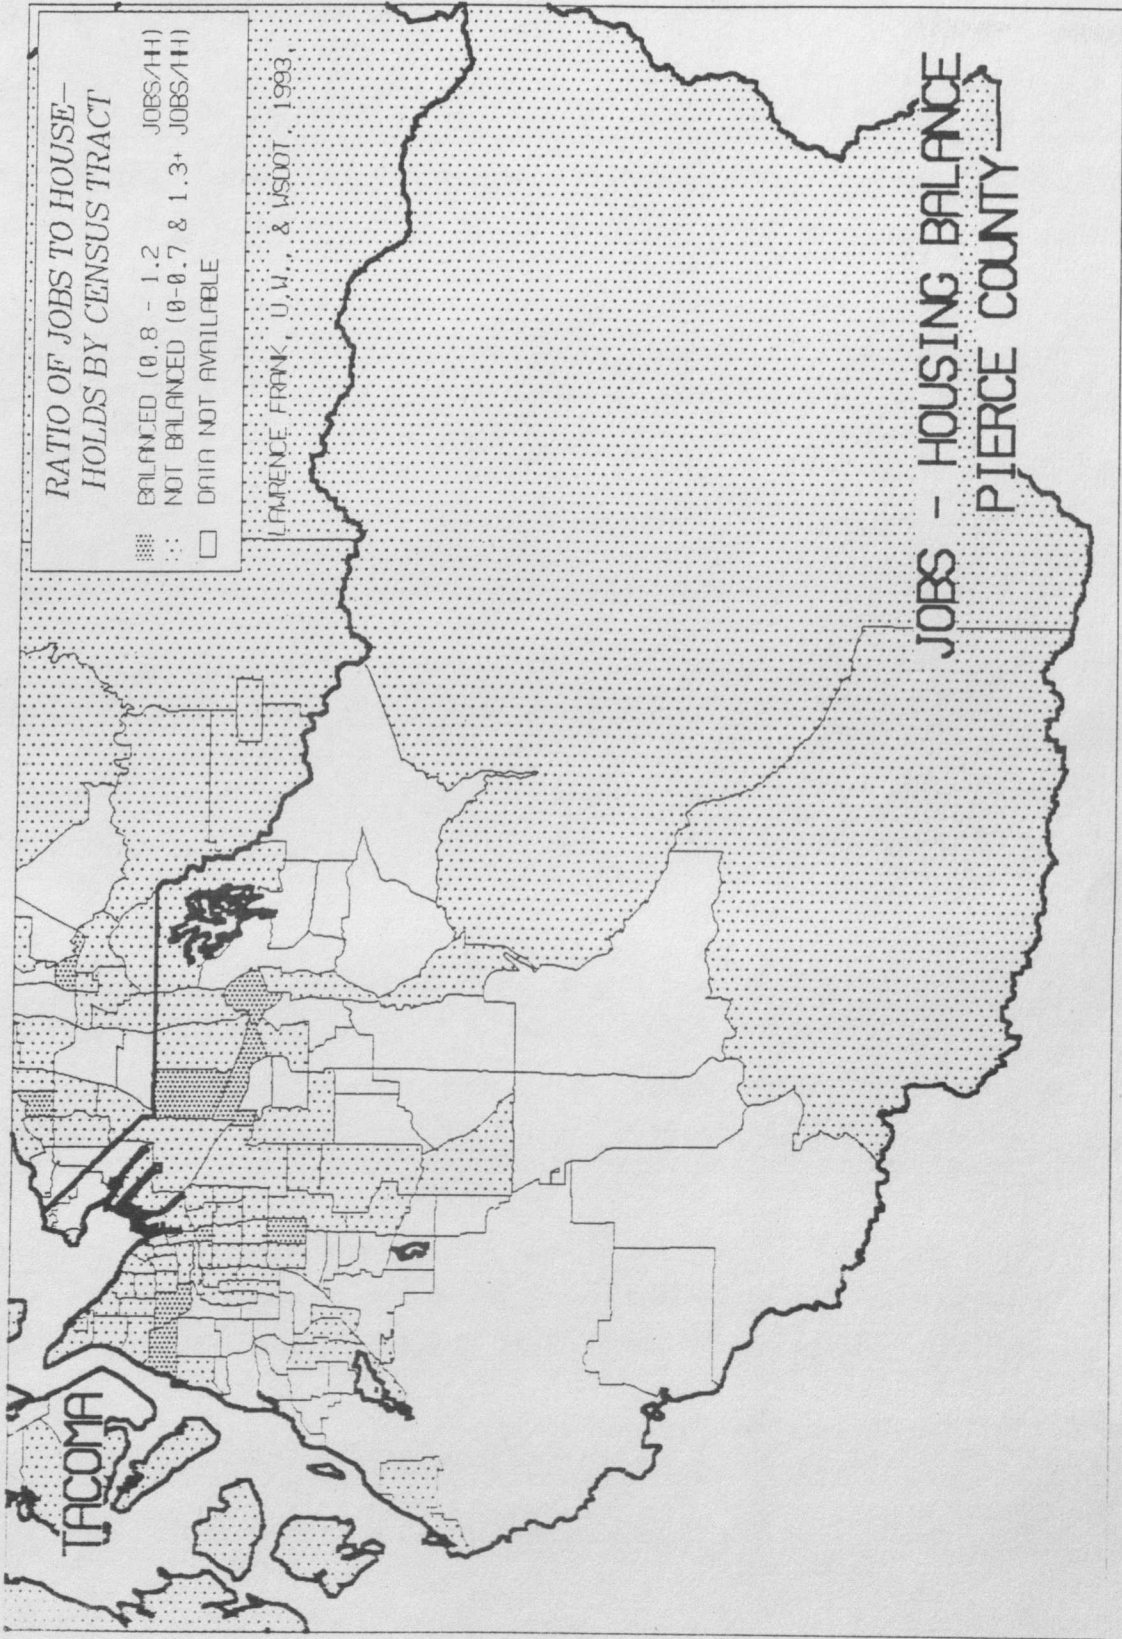 RATIO OF JOBS TO HOUSE-
HOLDS BY CENSUS TRACT
BALANCED (0.8 - 1.2 JOBS/HH)
NOT BALANCED (0-0.7 & 1.3+ JOBS/HH)
DATA NOT AVAILABLE
LAWRENCE FRANK, U.W., & WSDOT, 1993.
TACOMA
JOBS - HOUSING BALANCE
PIERCE COUNTY